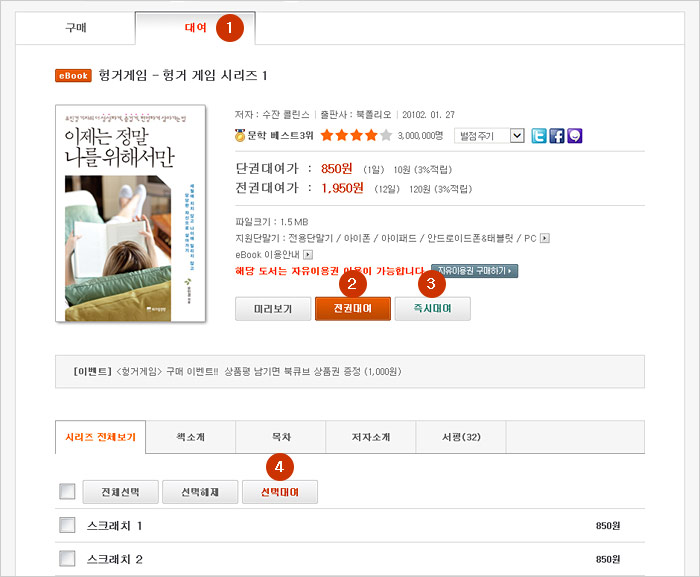 구매
대여 1
eBook 헝거게임 - 헝거 게임 시리즈 1
이제는 정말
나를 위해서만
저자 : 수잔 콜린스 | 출판사 : 북폴리오 | 20102. 01. 27
문학 베스트3위 3,000,000명 별점주기
단권대여가 : 850원 (1일) 10원 (3%적립)
전권대여가 : 1,950원 (12일) 120원 (3%적립)
파일크기 : 1.5 MB
지원단말기 : 전용단말기 / 아이폰 / 아이패드 / 안드로이드폰&태블릿 / PC
eBook 이용안내
해당 도서는 자유이용권 이용이 가능합니다 자유이용권 구매하기
2 3
미리보기 전권대여 즉시대여
[이벤트] <헝거게임> 구매 이벤트!! 상품평 남기면 북큐브 상품권 증정 (1,000원)
시리즈 전체보기 책소개 목차 저자소개 서평(32)
4
전체선택 선택해제 선택대여
스크래치 1 850원
스크래치 2 850원